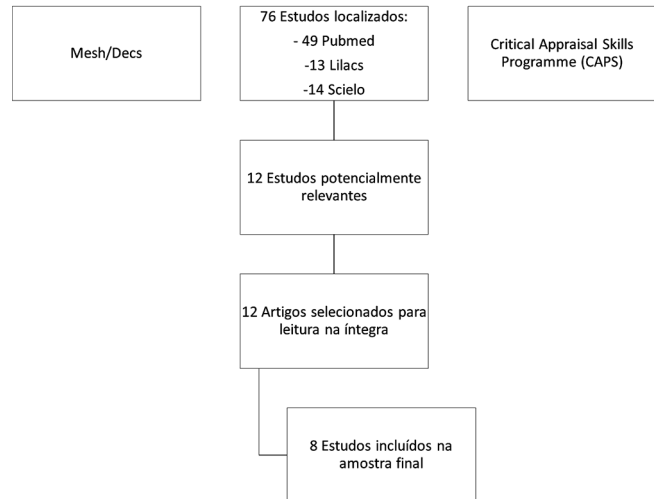 Mesh/Decs
76 Estudos localizados:
- 49 Pubmed
-13 Lilacs
-14 Scielo
Critical Appraisal Skills
Programme (CAPS)
12 Estudos potencialmente
relevantes
12 Artigos selecionados para
leitura na íntegra
8 Estudos incluídos na
amostra final